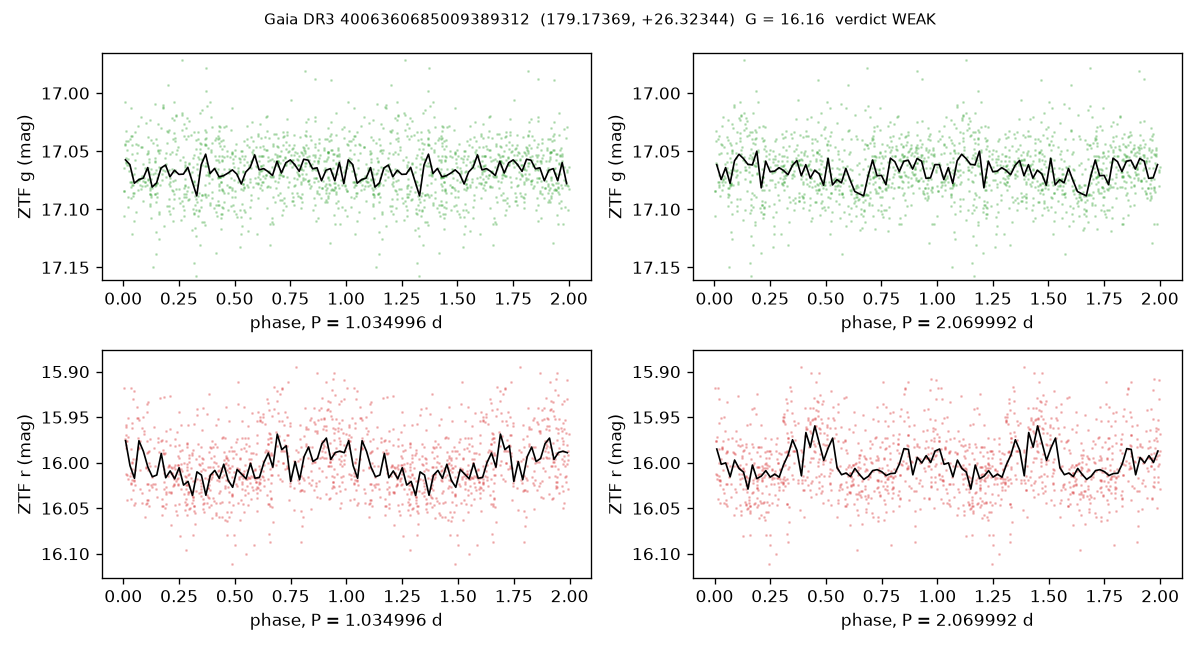 Gaia DR3 4006360685009389312  (179.17369, +26.32344)  G = 16.16  verdict WEAK
ZTF g (mag)
17.00
17.05
17.10
17.15
0.00 0.25 0.50 0.75 1.00 1.25 1.50 1.75 2.00
phase, P = 1.034996 d
ZTF g (mag)
17.00
17.05
17.10
17.15
0.00 0.25 0.50 0.75 1.00 1.25 1.50 1.75 2.00
phase, P = 2.069992 d
ZTF r (mag)
15.90
15.95
16.00
16.05
16.10
0.00 0.25 0.50 0.75 1.00 1.25 1.50 1.75 2.00
phase, P = 1.034996 d
ZTF r (mag)
15.90
15.95
16.00
16.05
16.10
0.00 0.25 0.50 0.75 1.00 1.25 1.50 1.75 2.00
phase, P = 2.069992 d